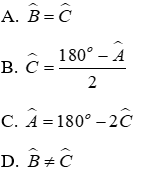 A. B̂ = Ĉ
B. Ĉ = (180° − Â) / 2
C. Â = 180° − 2Ĉ
D. B̂ ≠ Ĉ